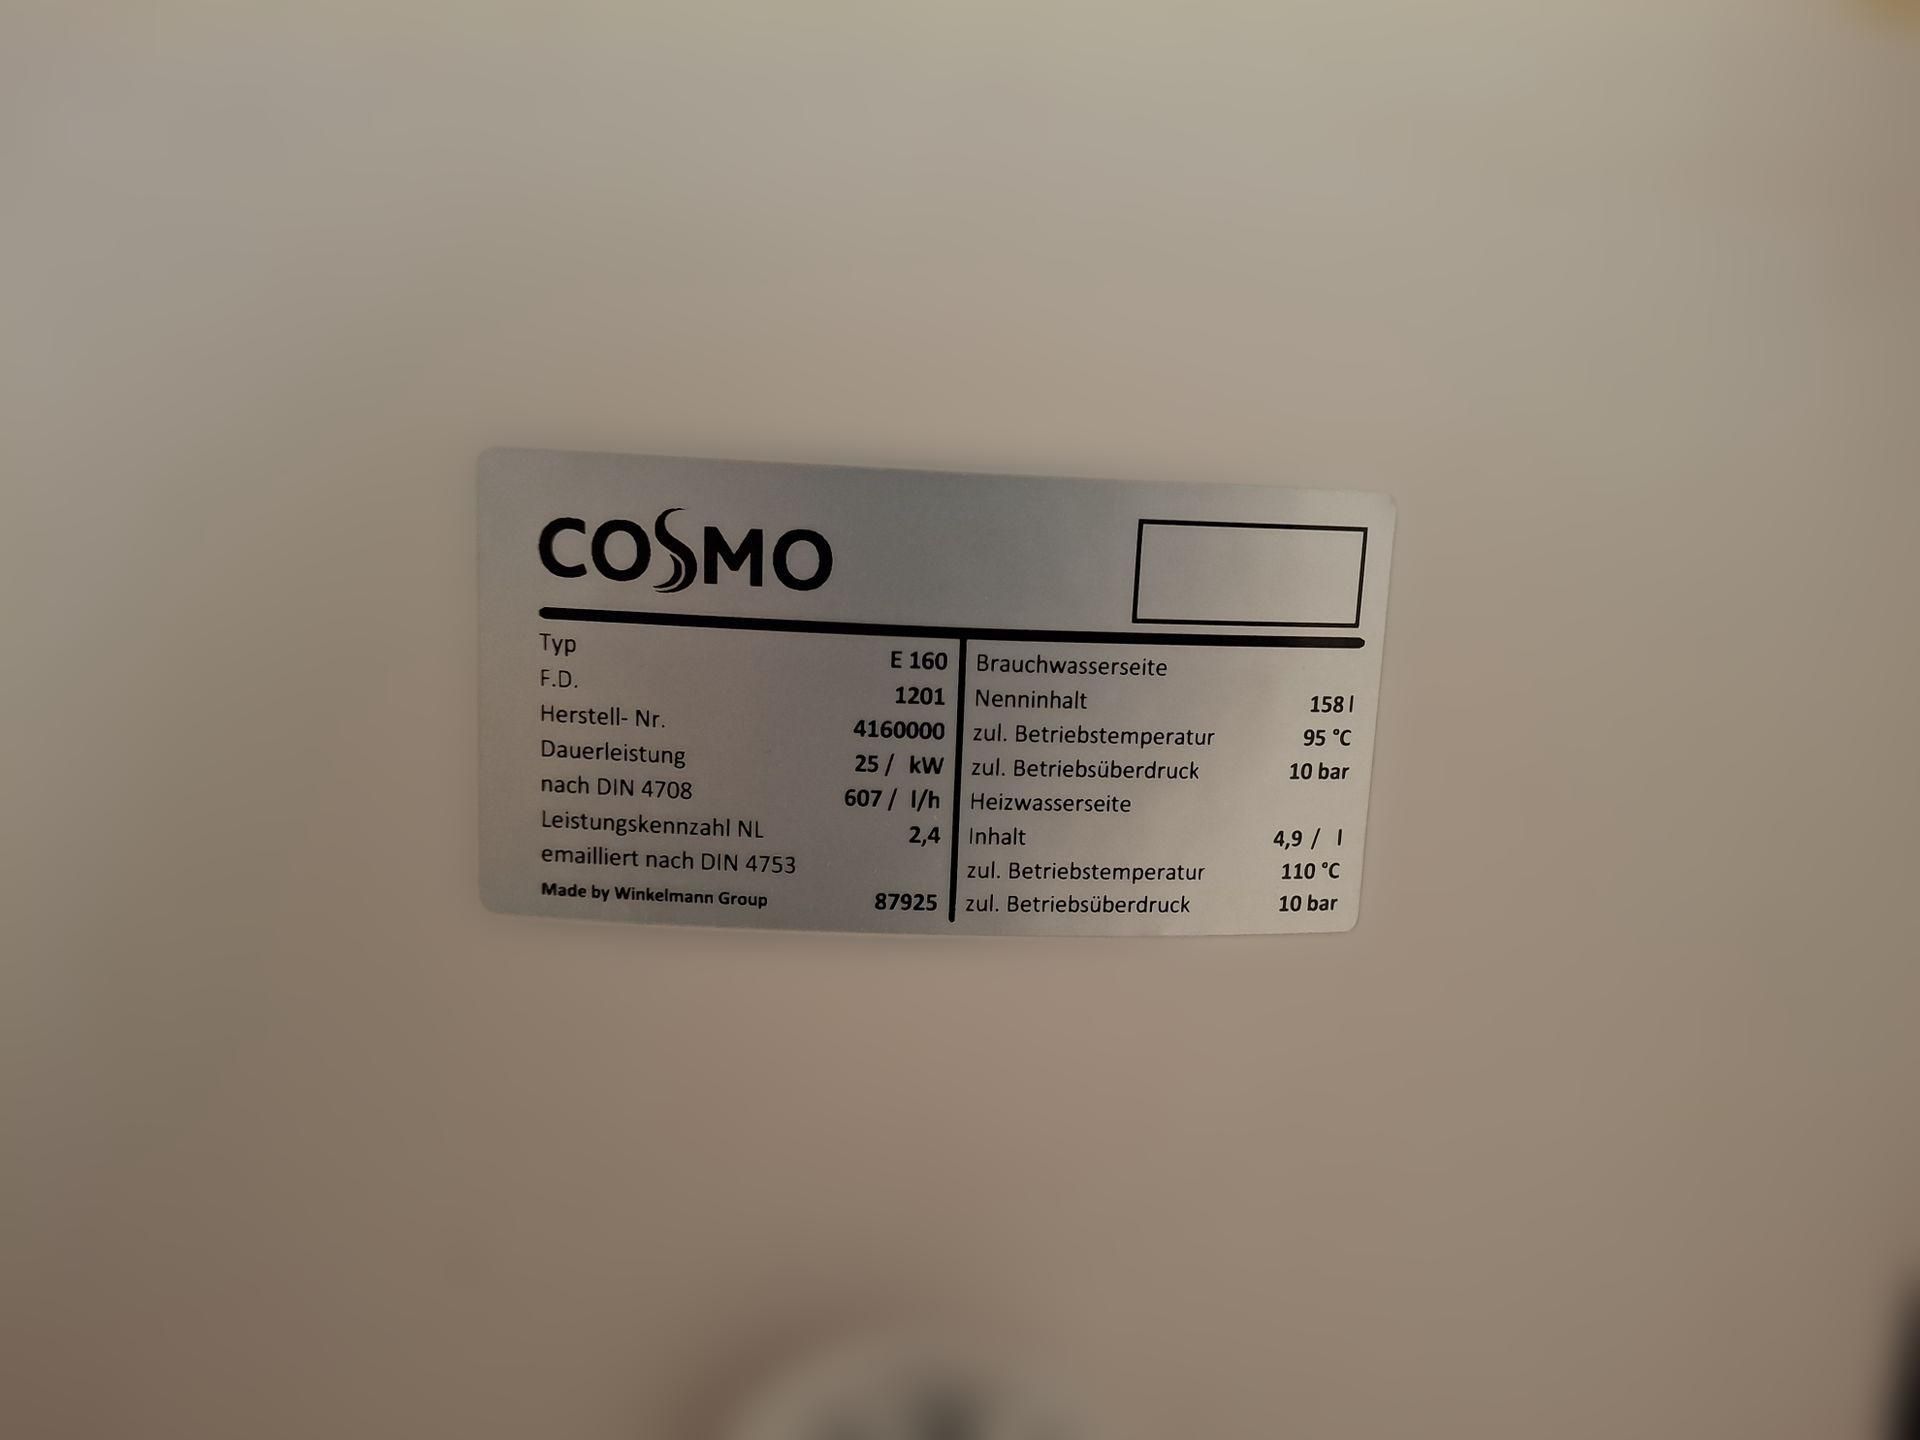 COSMO
Typ E 160
F.D. 1201
Herstell- Nr. 4160000
Dauerleistung 25 / kW
nach DIN 4708 607 / l/h
Leistungskennzahl NL 2,4
emailliert nach DIN 4753
Made by Winkelmann Group 87925
Brauchwasserseite
Nenninhalt 158 l
zul. Betriebstemperatur 95 °C
zul. Betriebsüberdruck 10 bar
Heizwasserseite
Inhalt 4,9 / l
zul. Betriebstemperatur 110 °C
zul. Betriebsüberdruck 10 bar